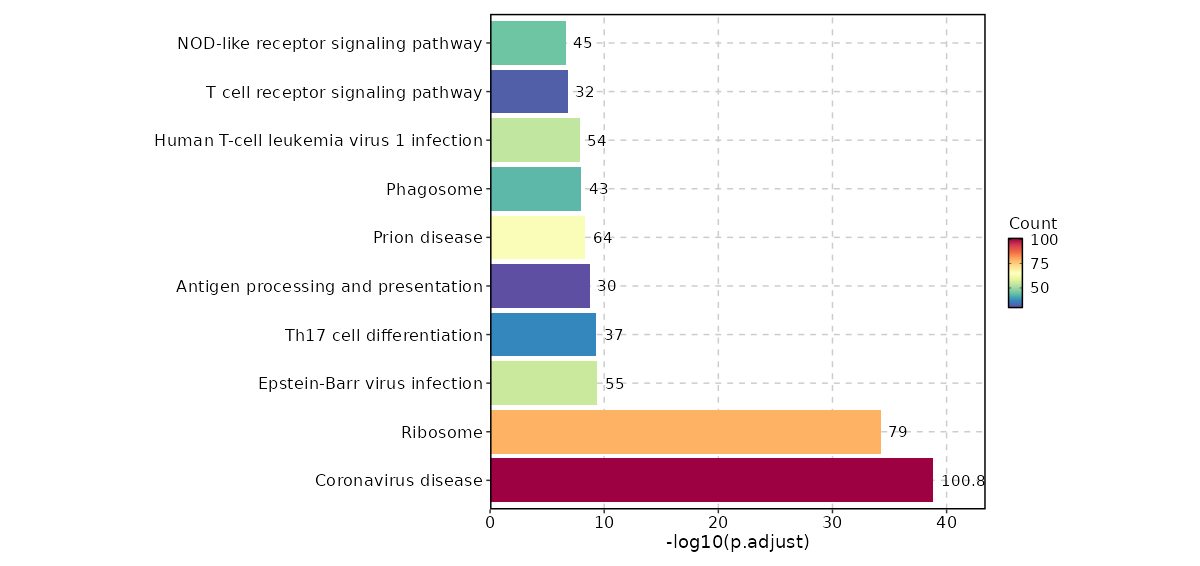 NOD-like receptor signaling pathway 45
T cell receptor signaling pathway 32
Human T-cell leukemia virus 1 infection 54
Phagosome 43
Prion disease 64
Antigen processing and presentation 30
Th17 cell differentiation 37
Epstein-Barr virus infection 55
Ribosome 79
Coronavirus disease 100.8
0 10 20 30 40
-log10(p.adjust)
Count
100
75
50